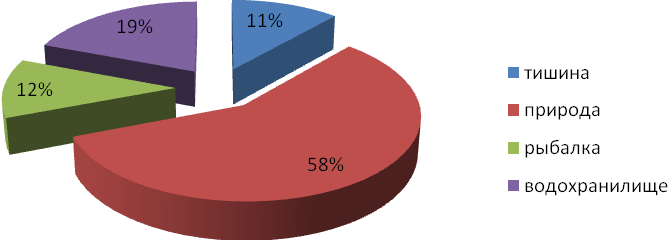 11%
19%
12%
58%
тишина
природа
рыбалка
водохранилище